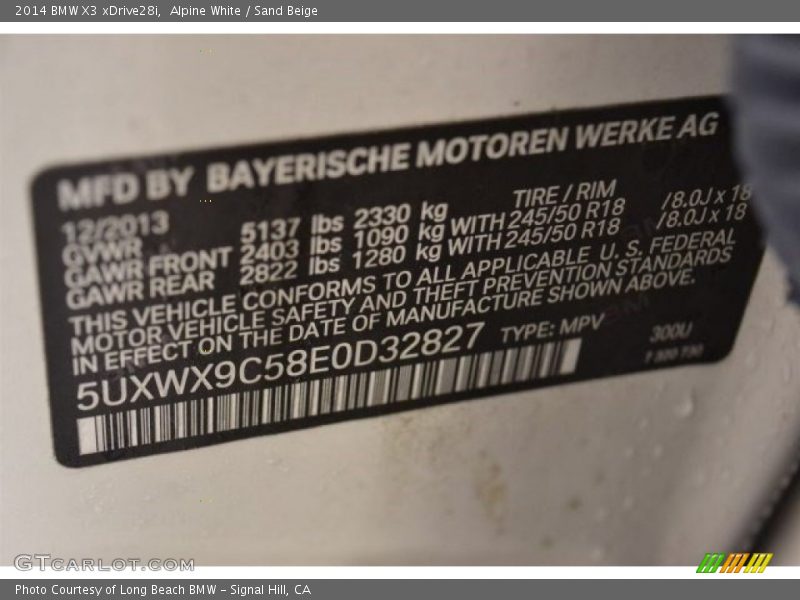 2014 BMW X3 xDrive28i,  Alpine White / Sand Beige
MFD BY BAYERISCHE MOTOREN WERKE AG
12/2013 TIRE / RIM
GVWR 5137 lbs 2330 kg
GAWR FRONT 2403 lbs 1090 kg WITH 245/50 R18 /8.0J x 18
GAWR REAR 2822 lbs 1280 kg WITH 245/50 R18 /8.0J x 18
THIS VEHICLE CONFORMS TO ALL APPLICABLE U. S. FEDERAL
MOTOR VEHICLE SAFETY AND THEFT PREVENTION STANDARDS
IN EFFECT ON THE DATE OF MANUFACTURE SHOWN ABOVE.
5UXWX9C58E0D32827 TYPE: MPV
300U
GTCARLOT.COM
Photo Courtesy of Long Beach BMW - Signal Hill, CA